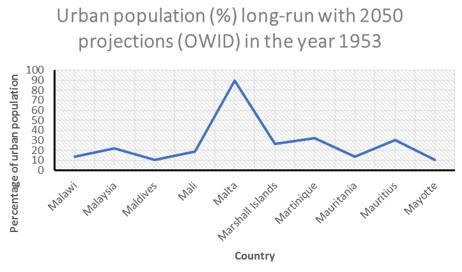 Urban population (%) long-run with 2050
projections (OWID) in the year 1953
Percentage of urban population
100
90
80
70
60
50
40
30
20
10
0
Malawi
Malaysia
Maldives
Mali
Malta
Marshall Islands
Martinique
Mauritania
Mauritius
Mayotte
Country